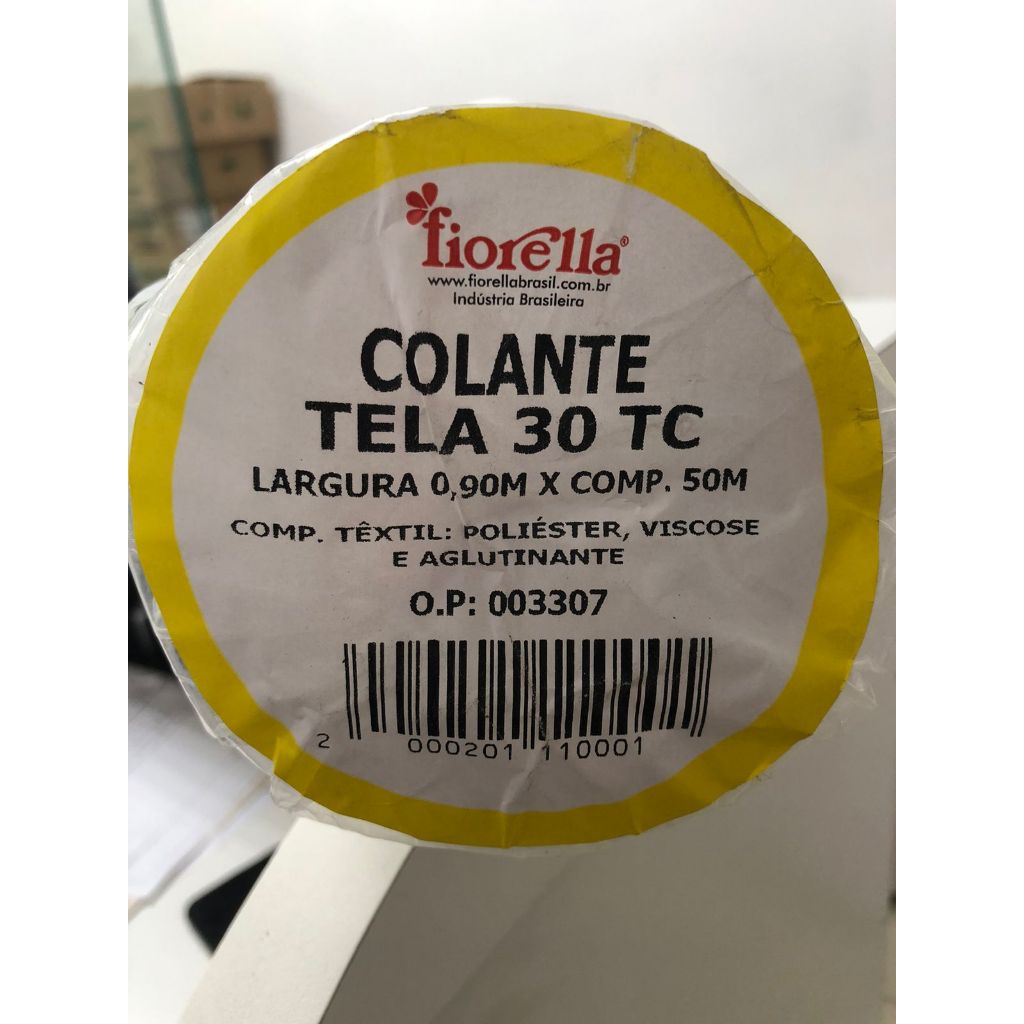 fiorella®
www.fiorellabrasil.com.br
Indústria Brasileira
COLANTE
TELA 30 TC
LARGURA 0,90M X COMP. 50M
COMP. TÊXTIL: POLIÉSTER, VISCOSE
E AGLUTINANTE
O.P: 003307
2 000201 110001